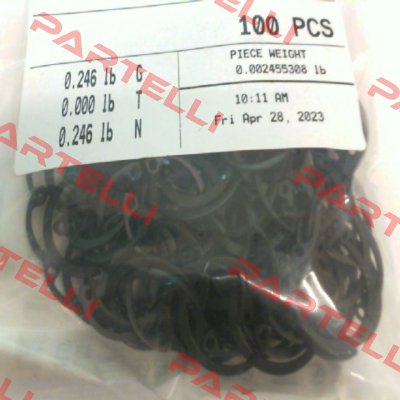 100 PCS
PIECE WEIGHT
0.002455308 lb
0.246 lb G
0.000 lb T
0.246 lb N
10:11 AM
Fri Apr 28, 2023
PARTELLI
PARTELLI
PARTELLI
PARTELLI